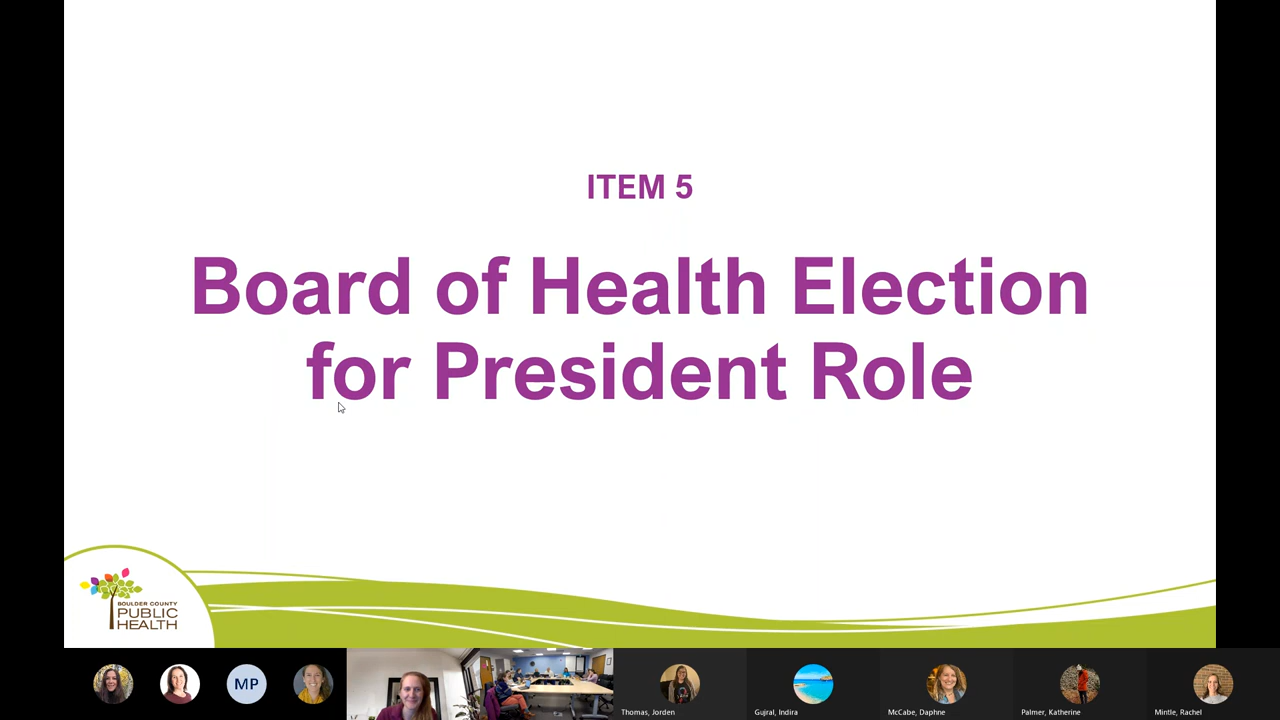 ITEM 5
Board of Health Election
for President Role
BOULDER COUNTY
PUBLIC
HEALTH
MP
Thomas, Jorden
Gujral, Indira
McCabe, Daphne
Palmer, Katherine
Mintle, Rachel